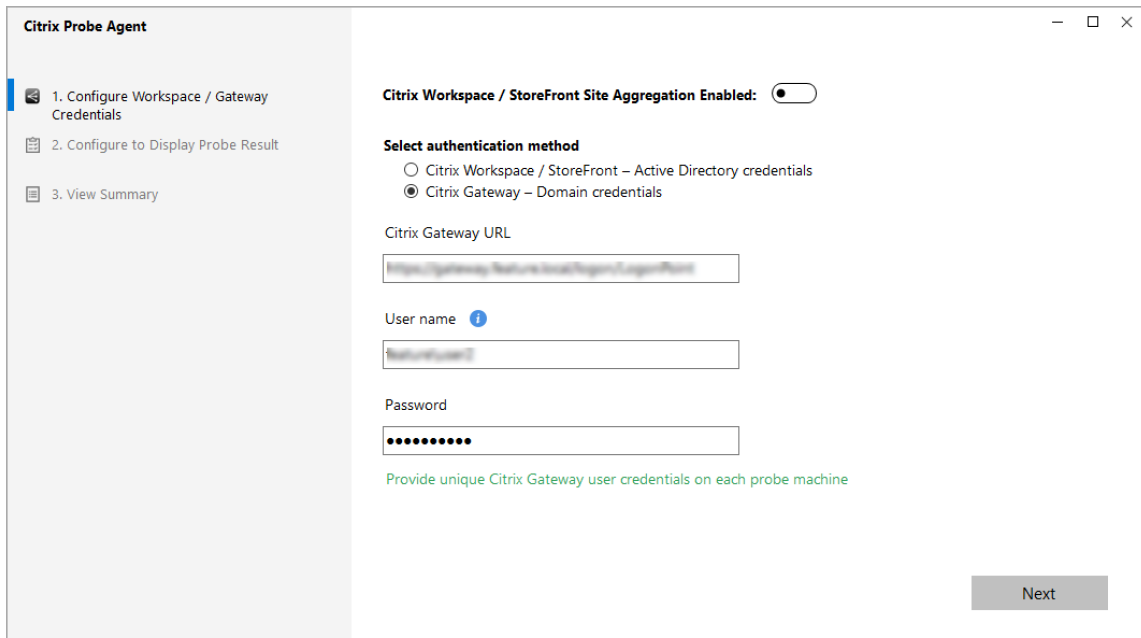 Citrix Probe Agent
1. Configure Workspace / Gateway
Credentials
2. Configure to Display Probe Result
3. View Summary
Citrix Workspace / StoreFront Site Aggregation Enabled:
Select authentication method
Citrix Workspace / StoreFront – Active Directory credentials
Citrix Gateway – Domain credentials
Citrix Gateway URL
User name
Password
Provide unique Citrix Gateway user credentials on each probe machine
Next